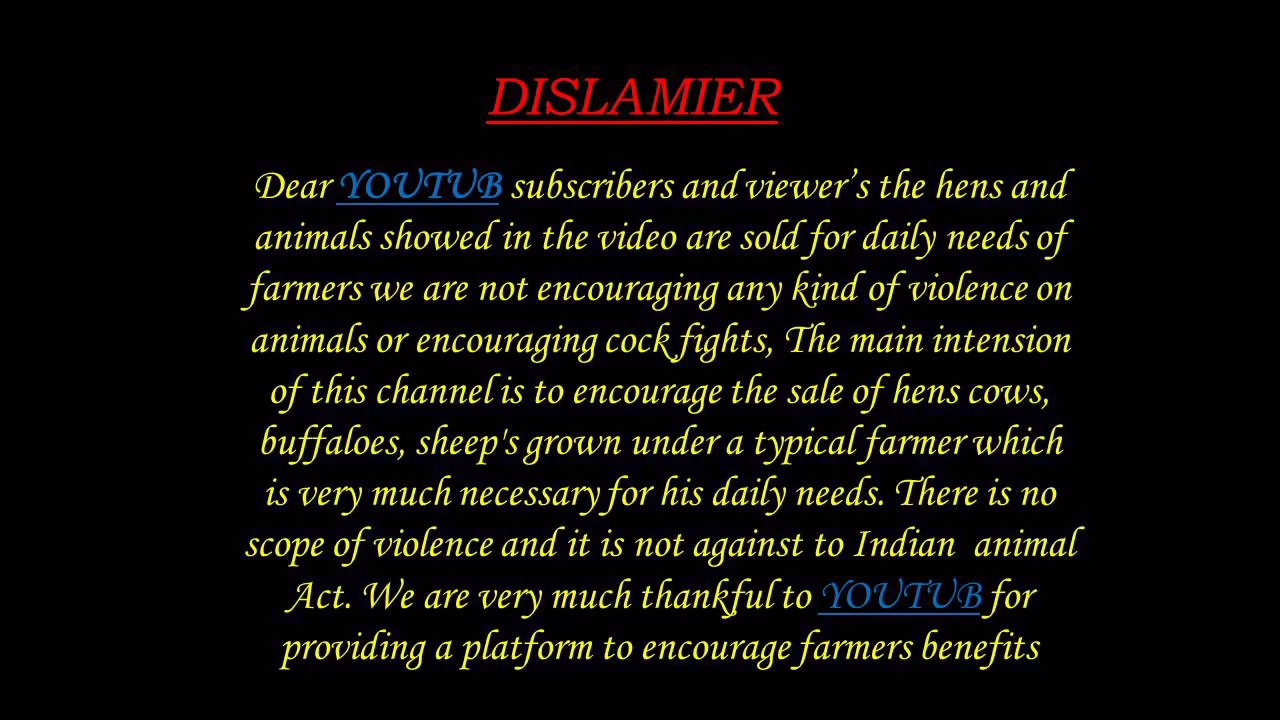 DISLAMIER
Dear YOUTUB subscribers and viewer’s the hens and
animals showed in the video are sold for daily needs of
farmers we are not encouraging any kind of violence on
animals or encouraging cock fights, The main intension
of this channel is to encourage the sale of hens cows,
buffaloes, sheep's grown under a typical farmer which
is very much necessary for his daily needs. There is no
scope of violence and it is not against to Indian  animal
Act. We are very much thankful to YOUTUB for
providing a platform to encourage farmers benefits